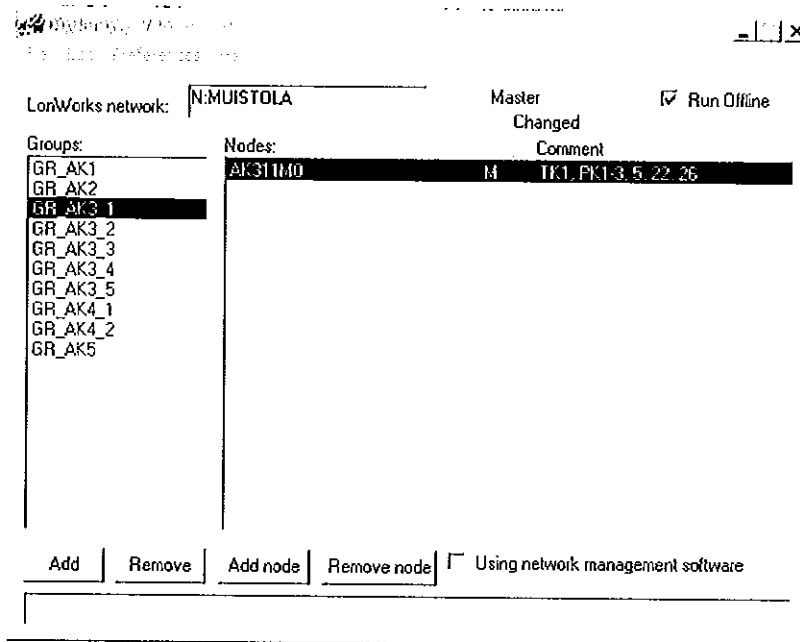 LonWorks network: N:MUISTOLA Master Run Offline
Changed
Groups: Nodes: Comment
GR_AK1 AK311M0 M TK1, PK1-3, 5, 22, 26
GR_AK2
GR_AK3_1
GR_AK3_2
GR_AK3_3
GR_AK3_4
GR_AK3_5
GR_AK4_1
GR_AK4_2
GR_AK5
Add Remove Add node Remove node Using network management software